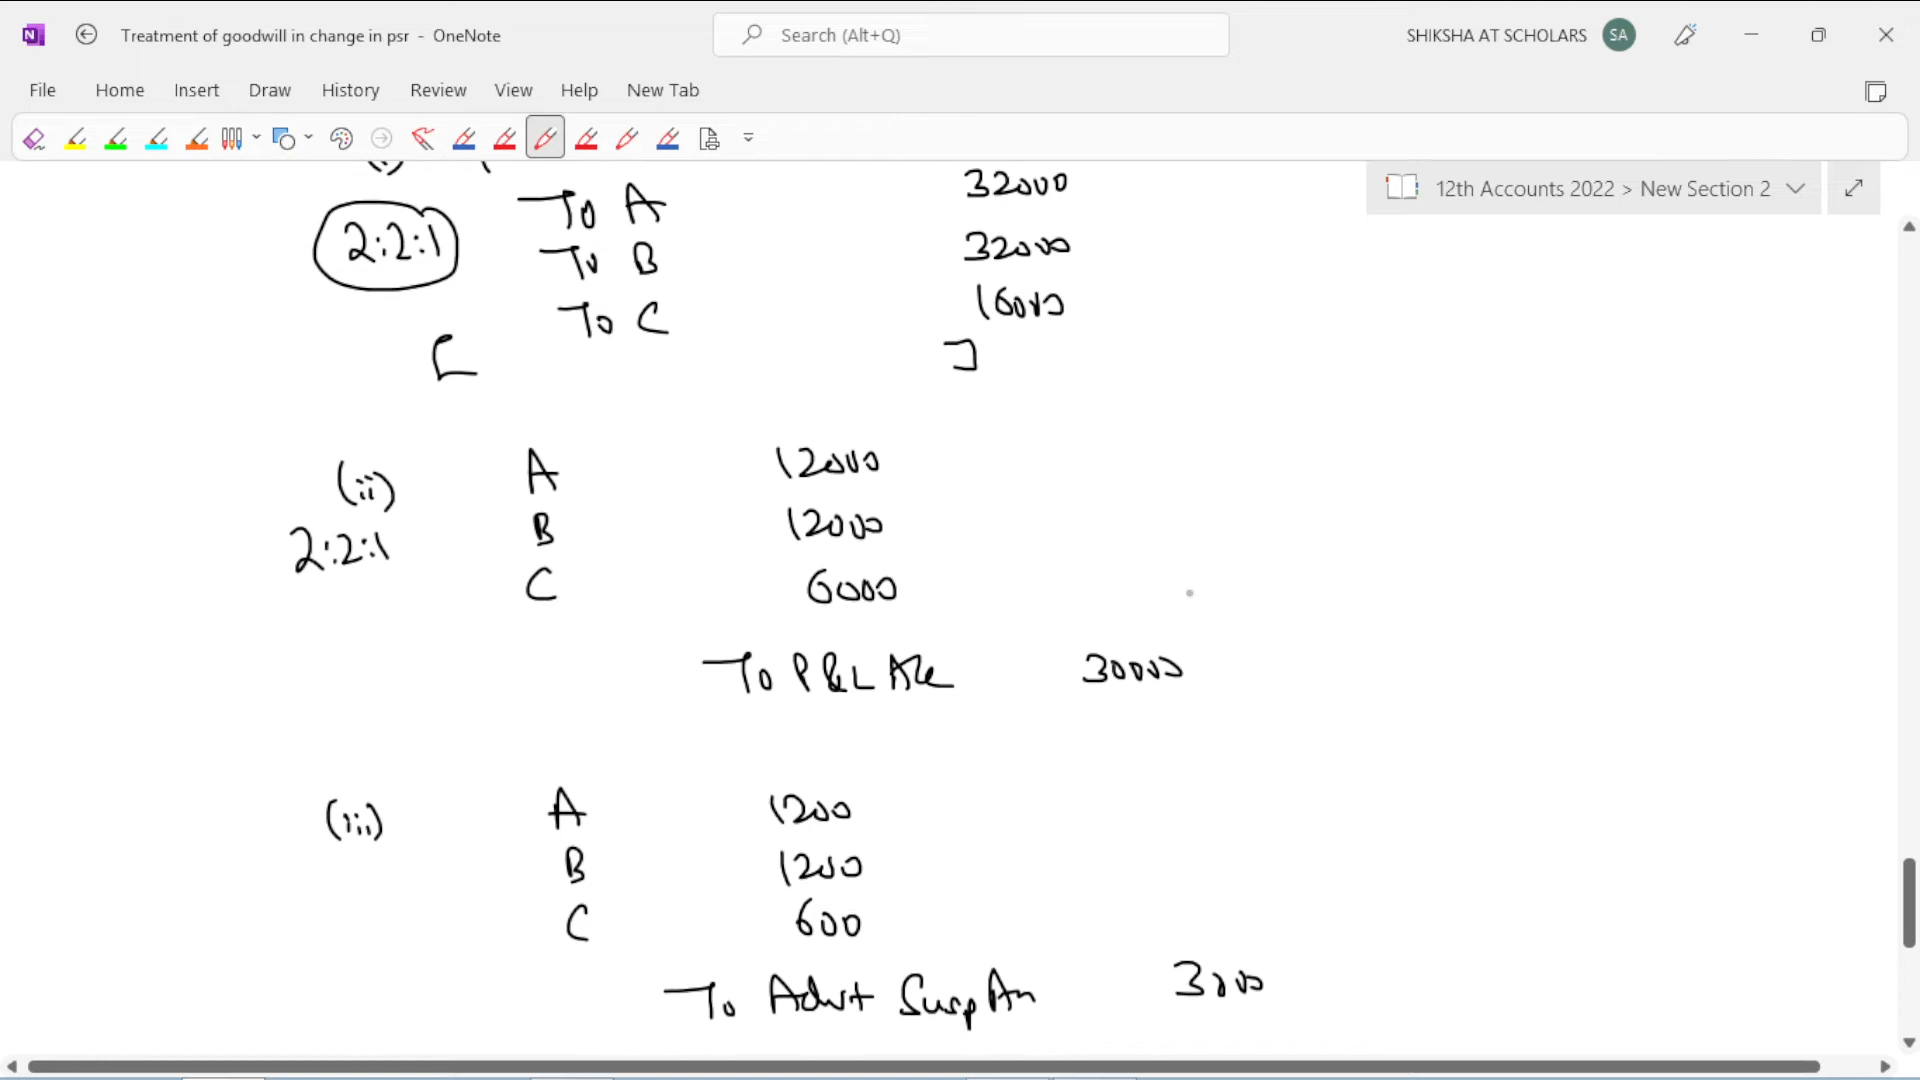 Treatment of goodwill in change in psr - OneNote
Search (Alt+Q)
SHIKSHA AT SCHOLARS SA
File Home Insert Draw History Review View Help New Tab
12th Accounts 2022 > New Section 2
(i)
To A 32000
2:2:1
To B 32000
To C 16000
[ ]
(ii) A 12000
2:2:1 B 12000
C 6000
To P&L A/c 30000
(iii) A 1200
B 1200
C 600
To Advt Susp A/c 3000